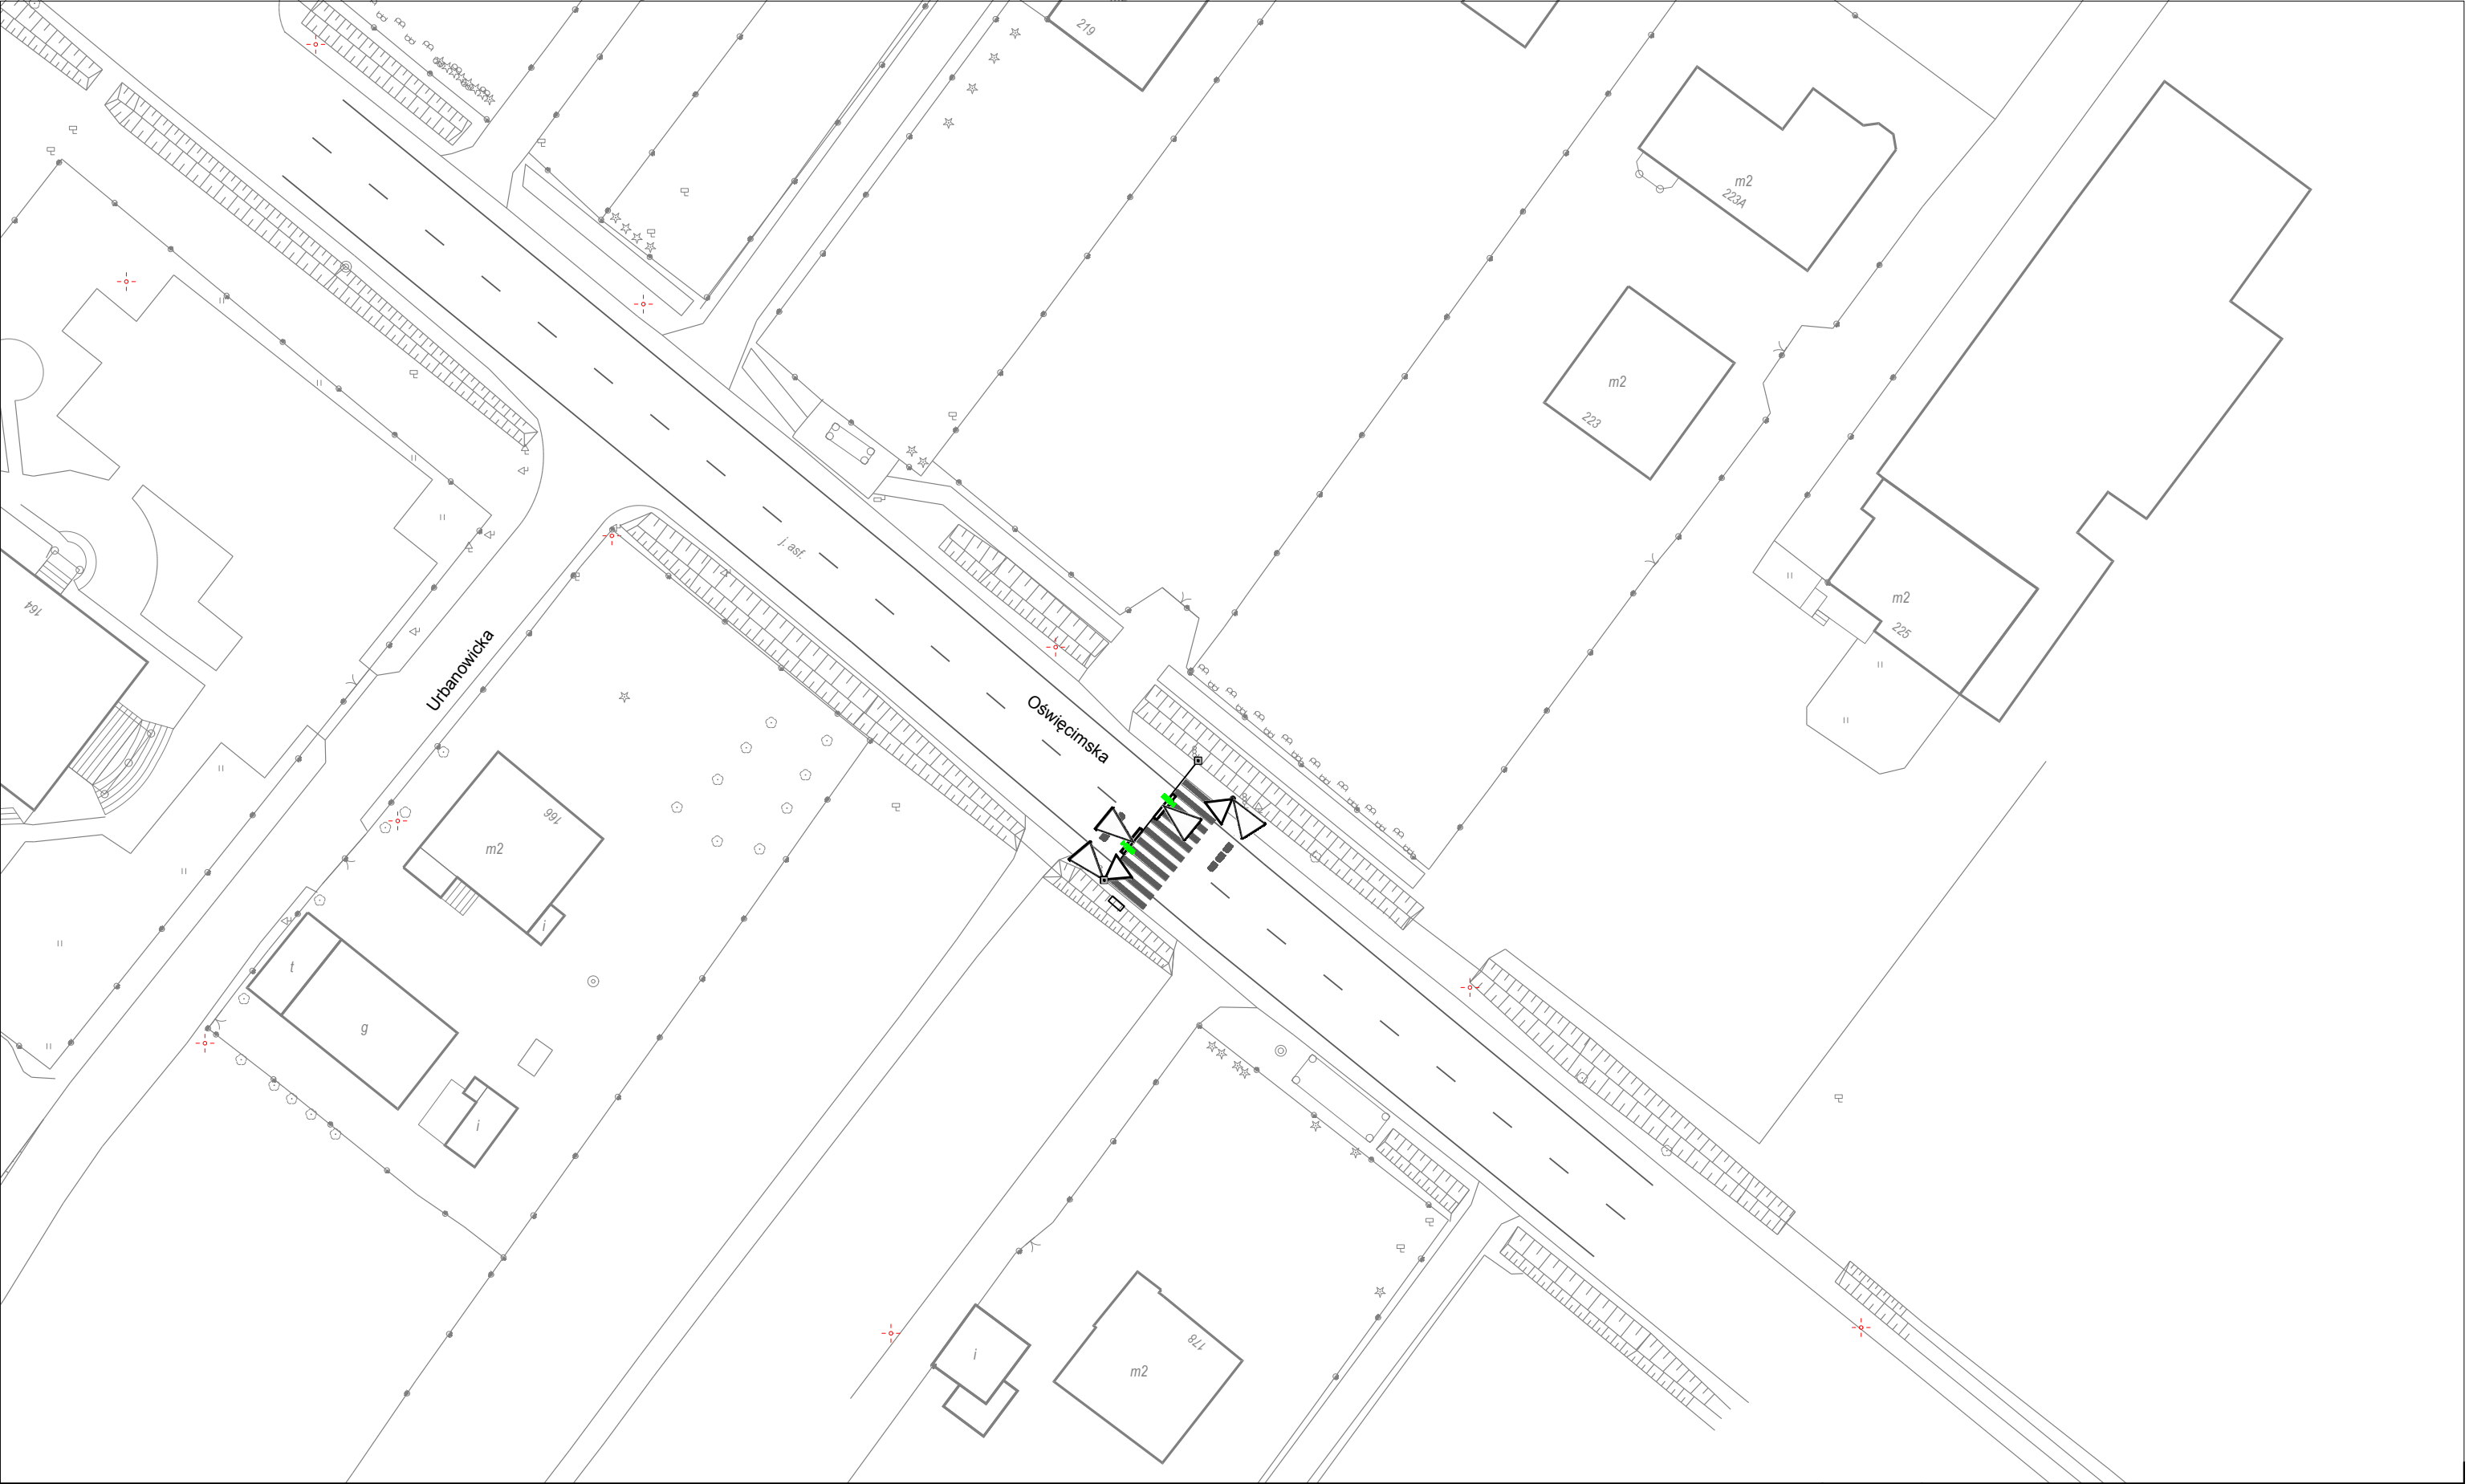 219
m2
223A
m2
223
j. asf.
164
m2
225
Urbanowicka
Oświęcimska
166
m2
i
t
g
i
178
i
m2